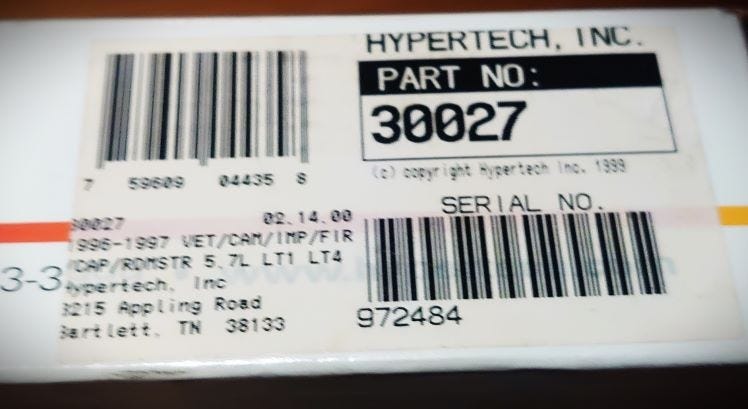 HYPERTECH, INC.
PART NO:
30027
(c) copyright Hypertech Inc. 1999
7 59609 04435 8
SERIAL NO.
972484
30027 02.14.00
1996-1997 VET/CAM/IMP/FIR
/CAP/RDMSTR 5.7L LT1 LT4
Hypertech, Inc
3215 Appling Road
Bartlett, TN 38133
3-3